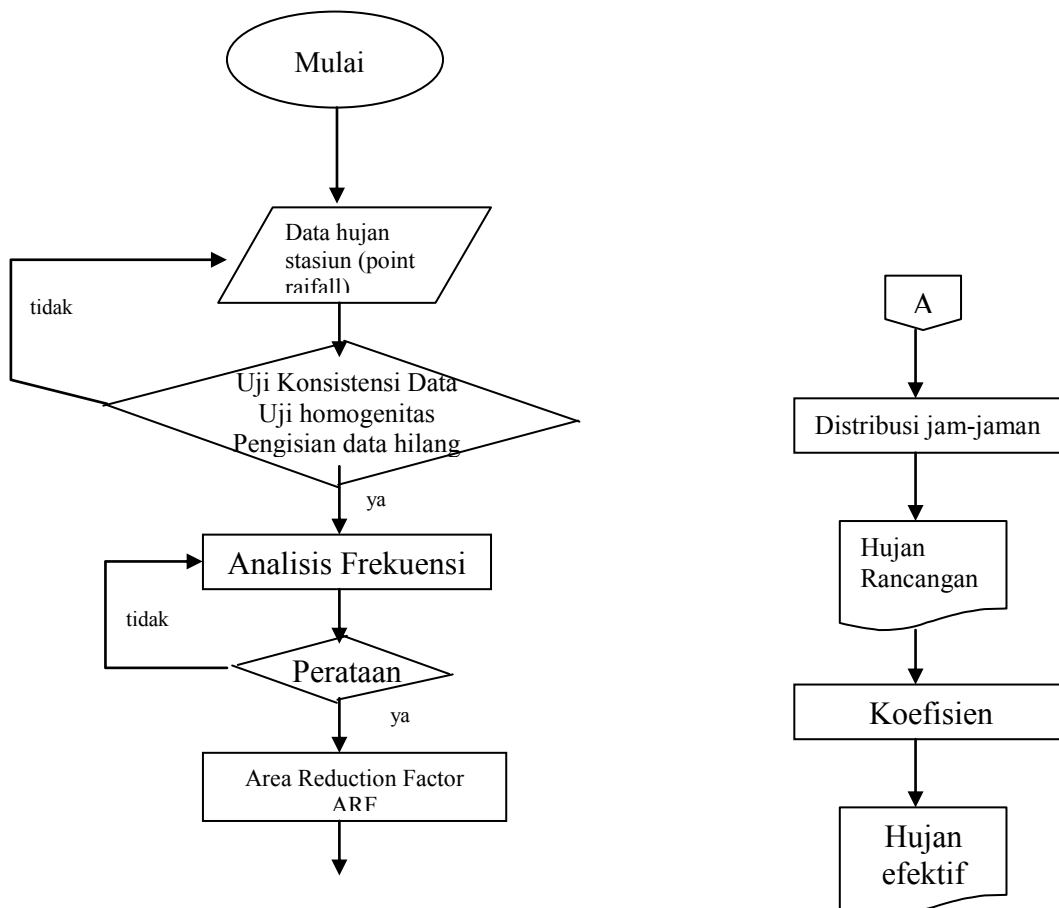 Mulai
Data hujan
stasiun (point
raifall)
tidak
Uji Konsistensi Data
Uji homogenitas
Pengisian data hilang
ya
Analisis Frekuensi
tidak
Perataan
ya
Area Reduction Factor
ARF
A
Distribusi jam-jaman
Hujan
Rancangan
Koefisien
Hujan
efektif